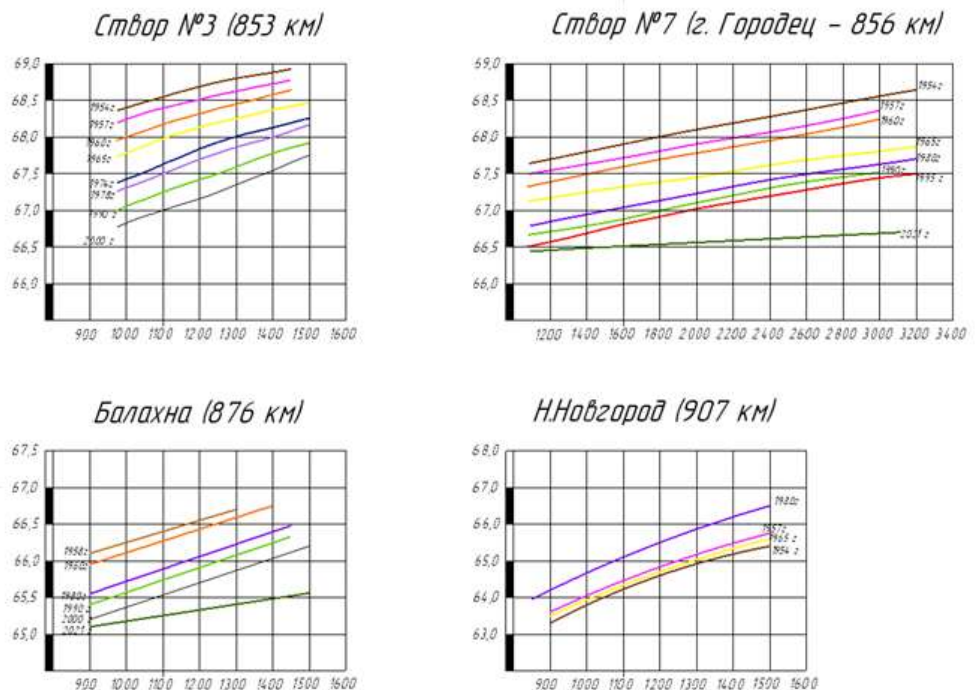 Створ №3 (853 км)
69,0
68,5
68,0
67,5
67,0
66,5
66,0
1954г
1957г
1960г
1965г
1974г
1978г
1990 г
2000 г
900 1000 1100 1200 1300 1400 1500 1600
Створ №7 (г. Городец – 856 км)
69,0
68,5
68,0
67,5
67,0
66,5
66,0
1954г
1957г
1960г
1965г
1980г
1990г
1995 г
2021 г
1200 1400 1600 1800 2000 2200 2400 2600 2800 3000 3200 3400
Балахна (876 км)
67,5
67,0
66,5
66,0
65,5
65,0
1958г
1960г
1980г
1990 г
2000
2021 г
900 1000 1100 1200 1300 1400 1500 1600
Н.Новгород (907 км)
68,0
67,0
66,0
65,0
64,0
63,0
1980г
1957г
1965 г
1954 г
900 1000 1100 1200 1300 1400 1500 1600